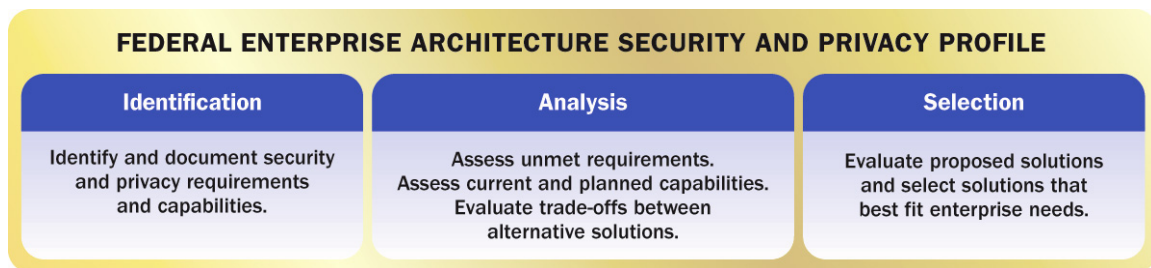 FEDERAL ENTERPRISE ARCHITECTURE SECURITY AND PRIVACY PROFILE
Identification
Identify and document security
and privacy requirements
and capabilities.
Analysis
Assess unmet requirements.
Assess current and planned capabilities.
Evaluate trade-offs between
alternative solutions.
Selection
Evaluate proposed solutions
and select solutions that
best fit enterprise needs.